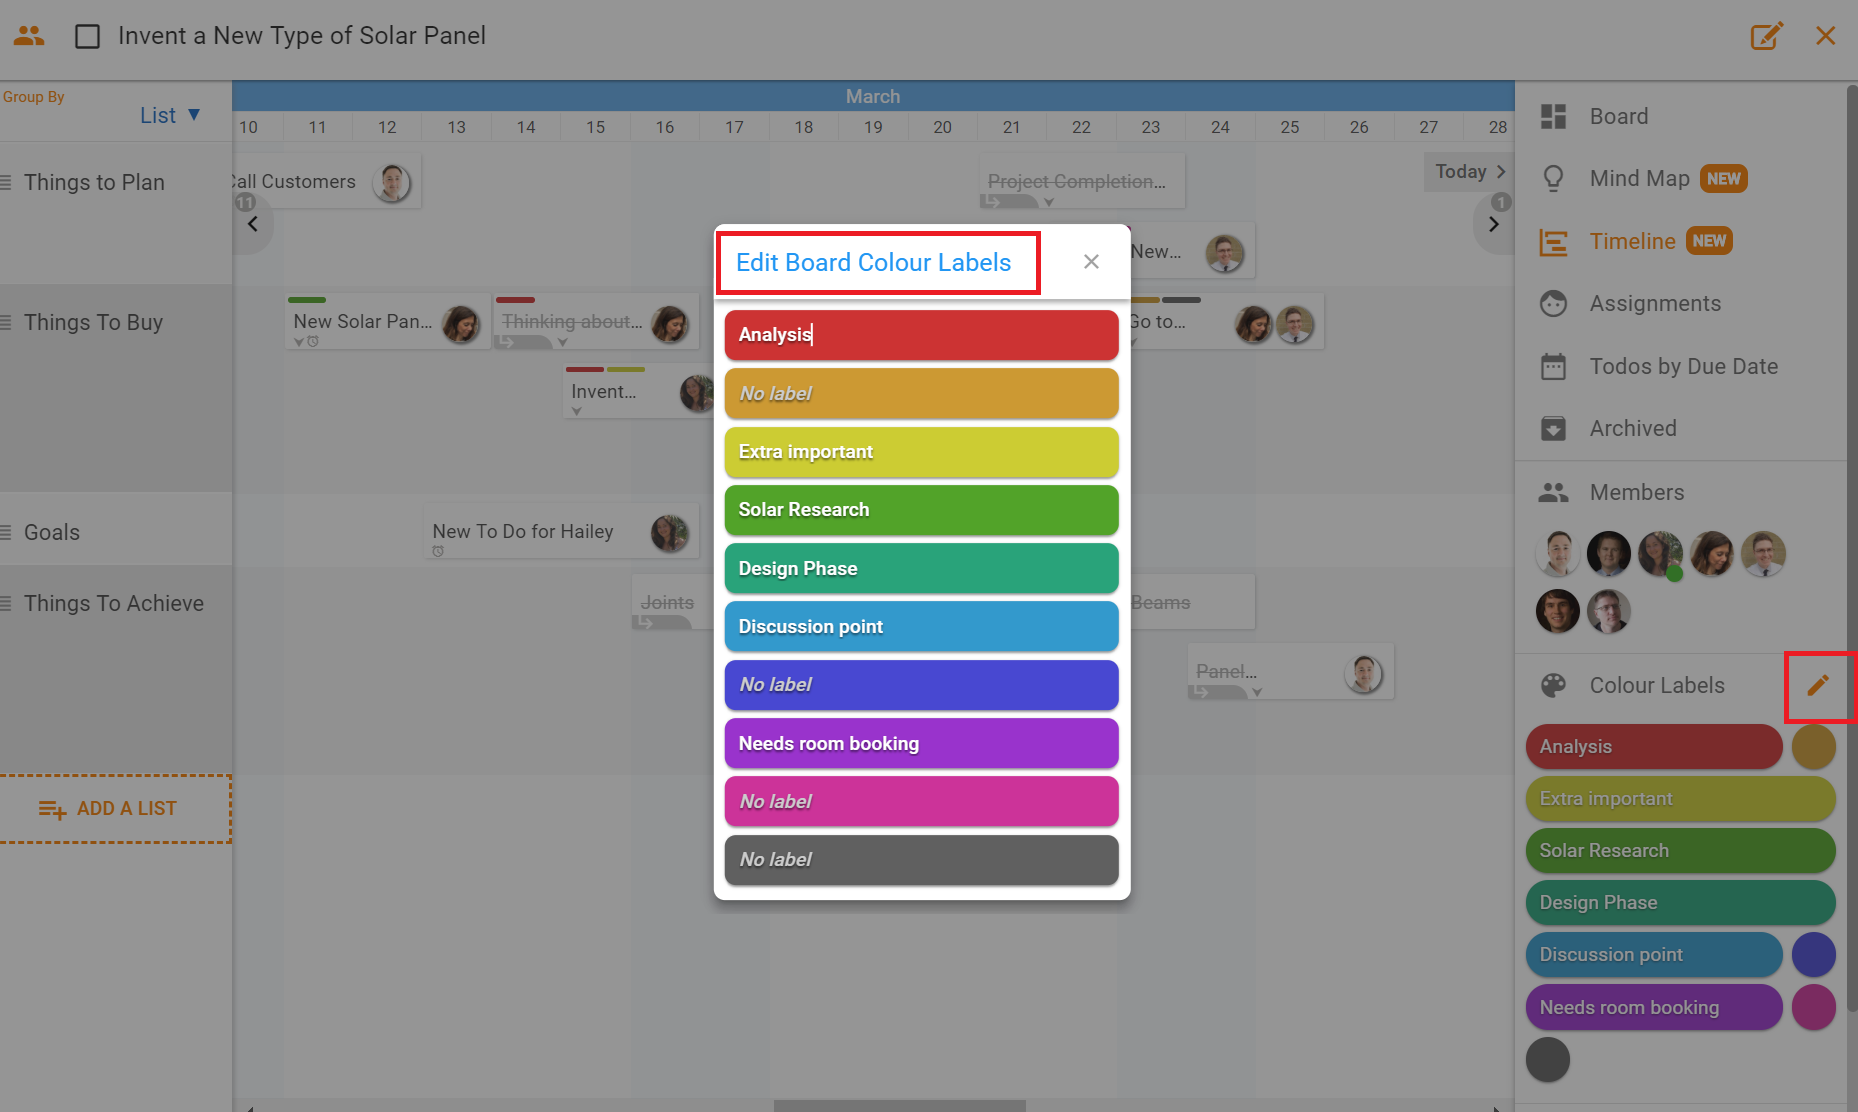 Invent a New Type of Solar Panel
Group By
List
March
10 11 12 13 14 15 16 17 18 19 20 21 22 23 24 25 26 27 28
Things to Plan
Call Customers
11
Project Completion...
Today
1
New...
Things To Buy
New Solar Pan...
Thinking about...
Go to...
Invent...
Goals
New To Do for Hailey
Things To Achieve
Joints
Beams
Panel...
ADD A LIST
Edit Board Colour Labels
Analysis
No label
Extra important
Solar Research
Design Phase
Discussion point
No label
Needs room booking
No label
No label
Board
Mind Map NEW
Timeline NEW
Assignments
Todos by Due Date
Archived
Members
Colour Labels
Analysis
Extra important
Solar Research
Design Phase
Discussion point
Needs room booking